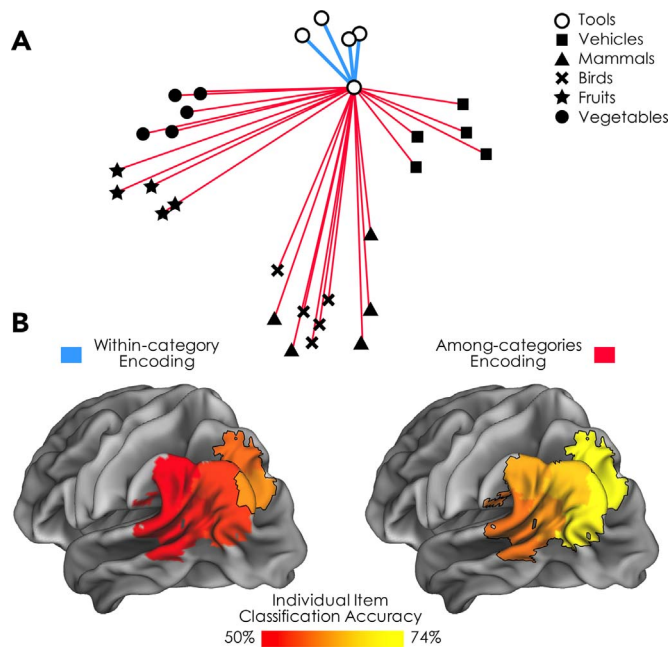 A
Tools
Vehicles
Mammals
Birds
Fruits
Vegetables
B
Within-category
Encoding
Among-categories
Encoding
Individual Item
Classification Accuracy
50%
74%